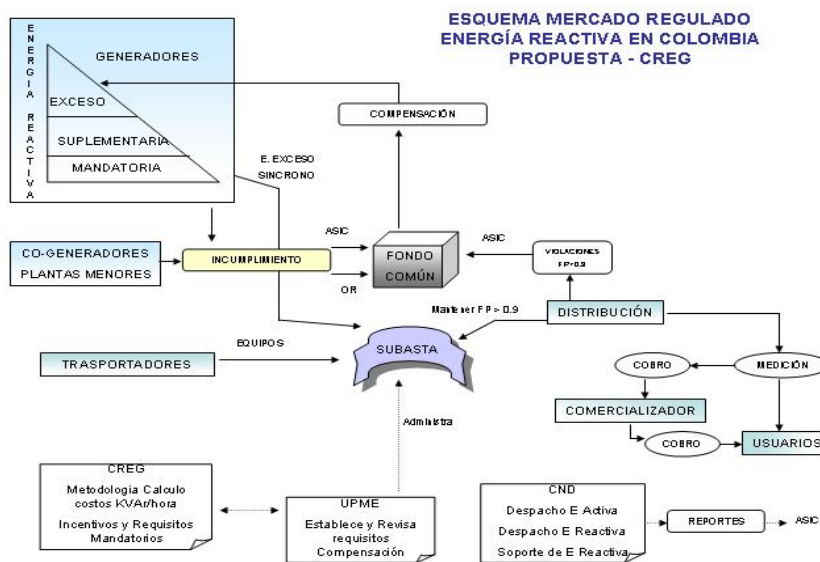 ESQUEMA MERCADO REGULADO
ENERGÍA REACTIVA EN COLOMBIA
PROPUESTA - CREG
ENERGIA REACTIVA
GENERADORES
EXCESO
SUPLEMENTARIA
MANDATORIA
COMPENSACIÓN
E. EXCESO
SINCRONO
CO-GENERADORES
PLANTAS MENORES
INCUMPLIMIENTO
ASIC
OR
FONDO
COMÚN
ASIC
VIOLACIONES
FP<0.9
Mantener FP > 0.9
DISTRIBUCIÓN
TRASPORTADORES
EQUIPOS
SUBASTA
COBRO
MEDICIÓN
COMERCIALIZADOR
COBRO
USUARIOS
Administra
CREG
Metodología Calculo
costos KVAr/hora
Incentivos y Requisitos
Mandatorios
UPME
Establece y Revisa
requisitos
Compensación
CND
Despacho E Activa
Despacho E Reactiva
Soporte de E Reactiva
REPORTES
ASIC